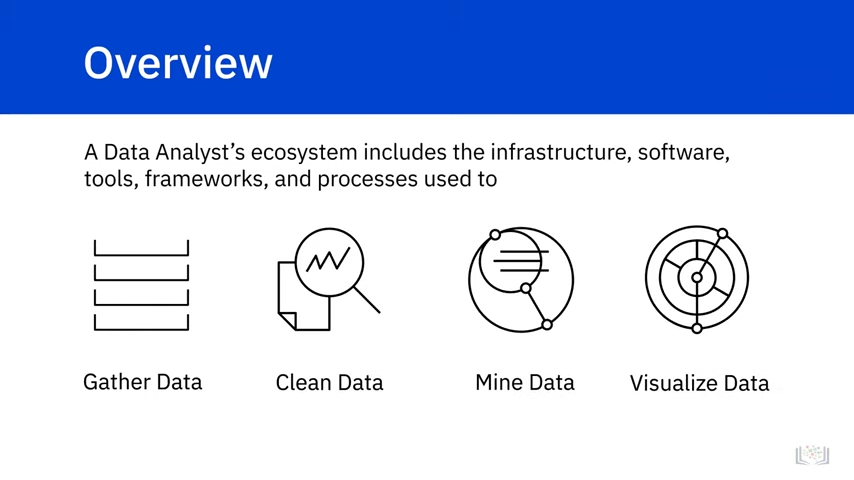 Overview
A Data Analyst’s ecosystem includes the infrastructure, software,
tools, frameworks, and processes used to
Gather Data
Clean Data
Mine Data
Visualize Data